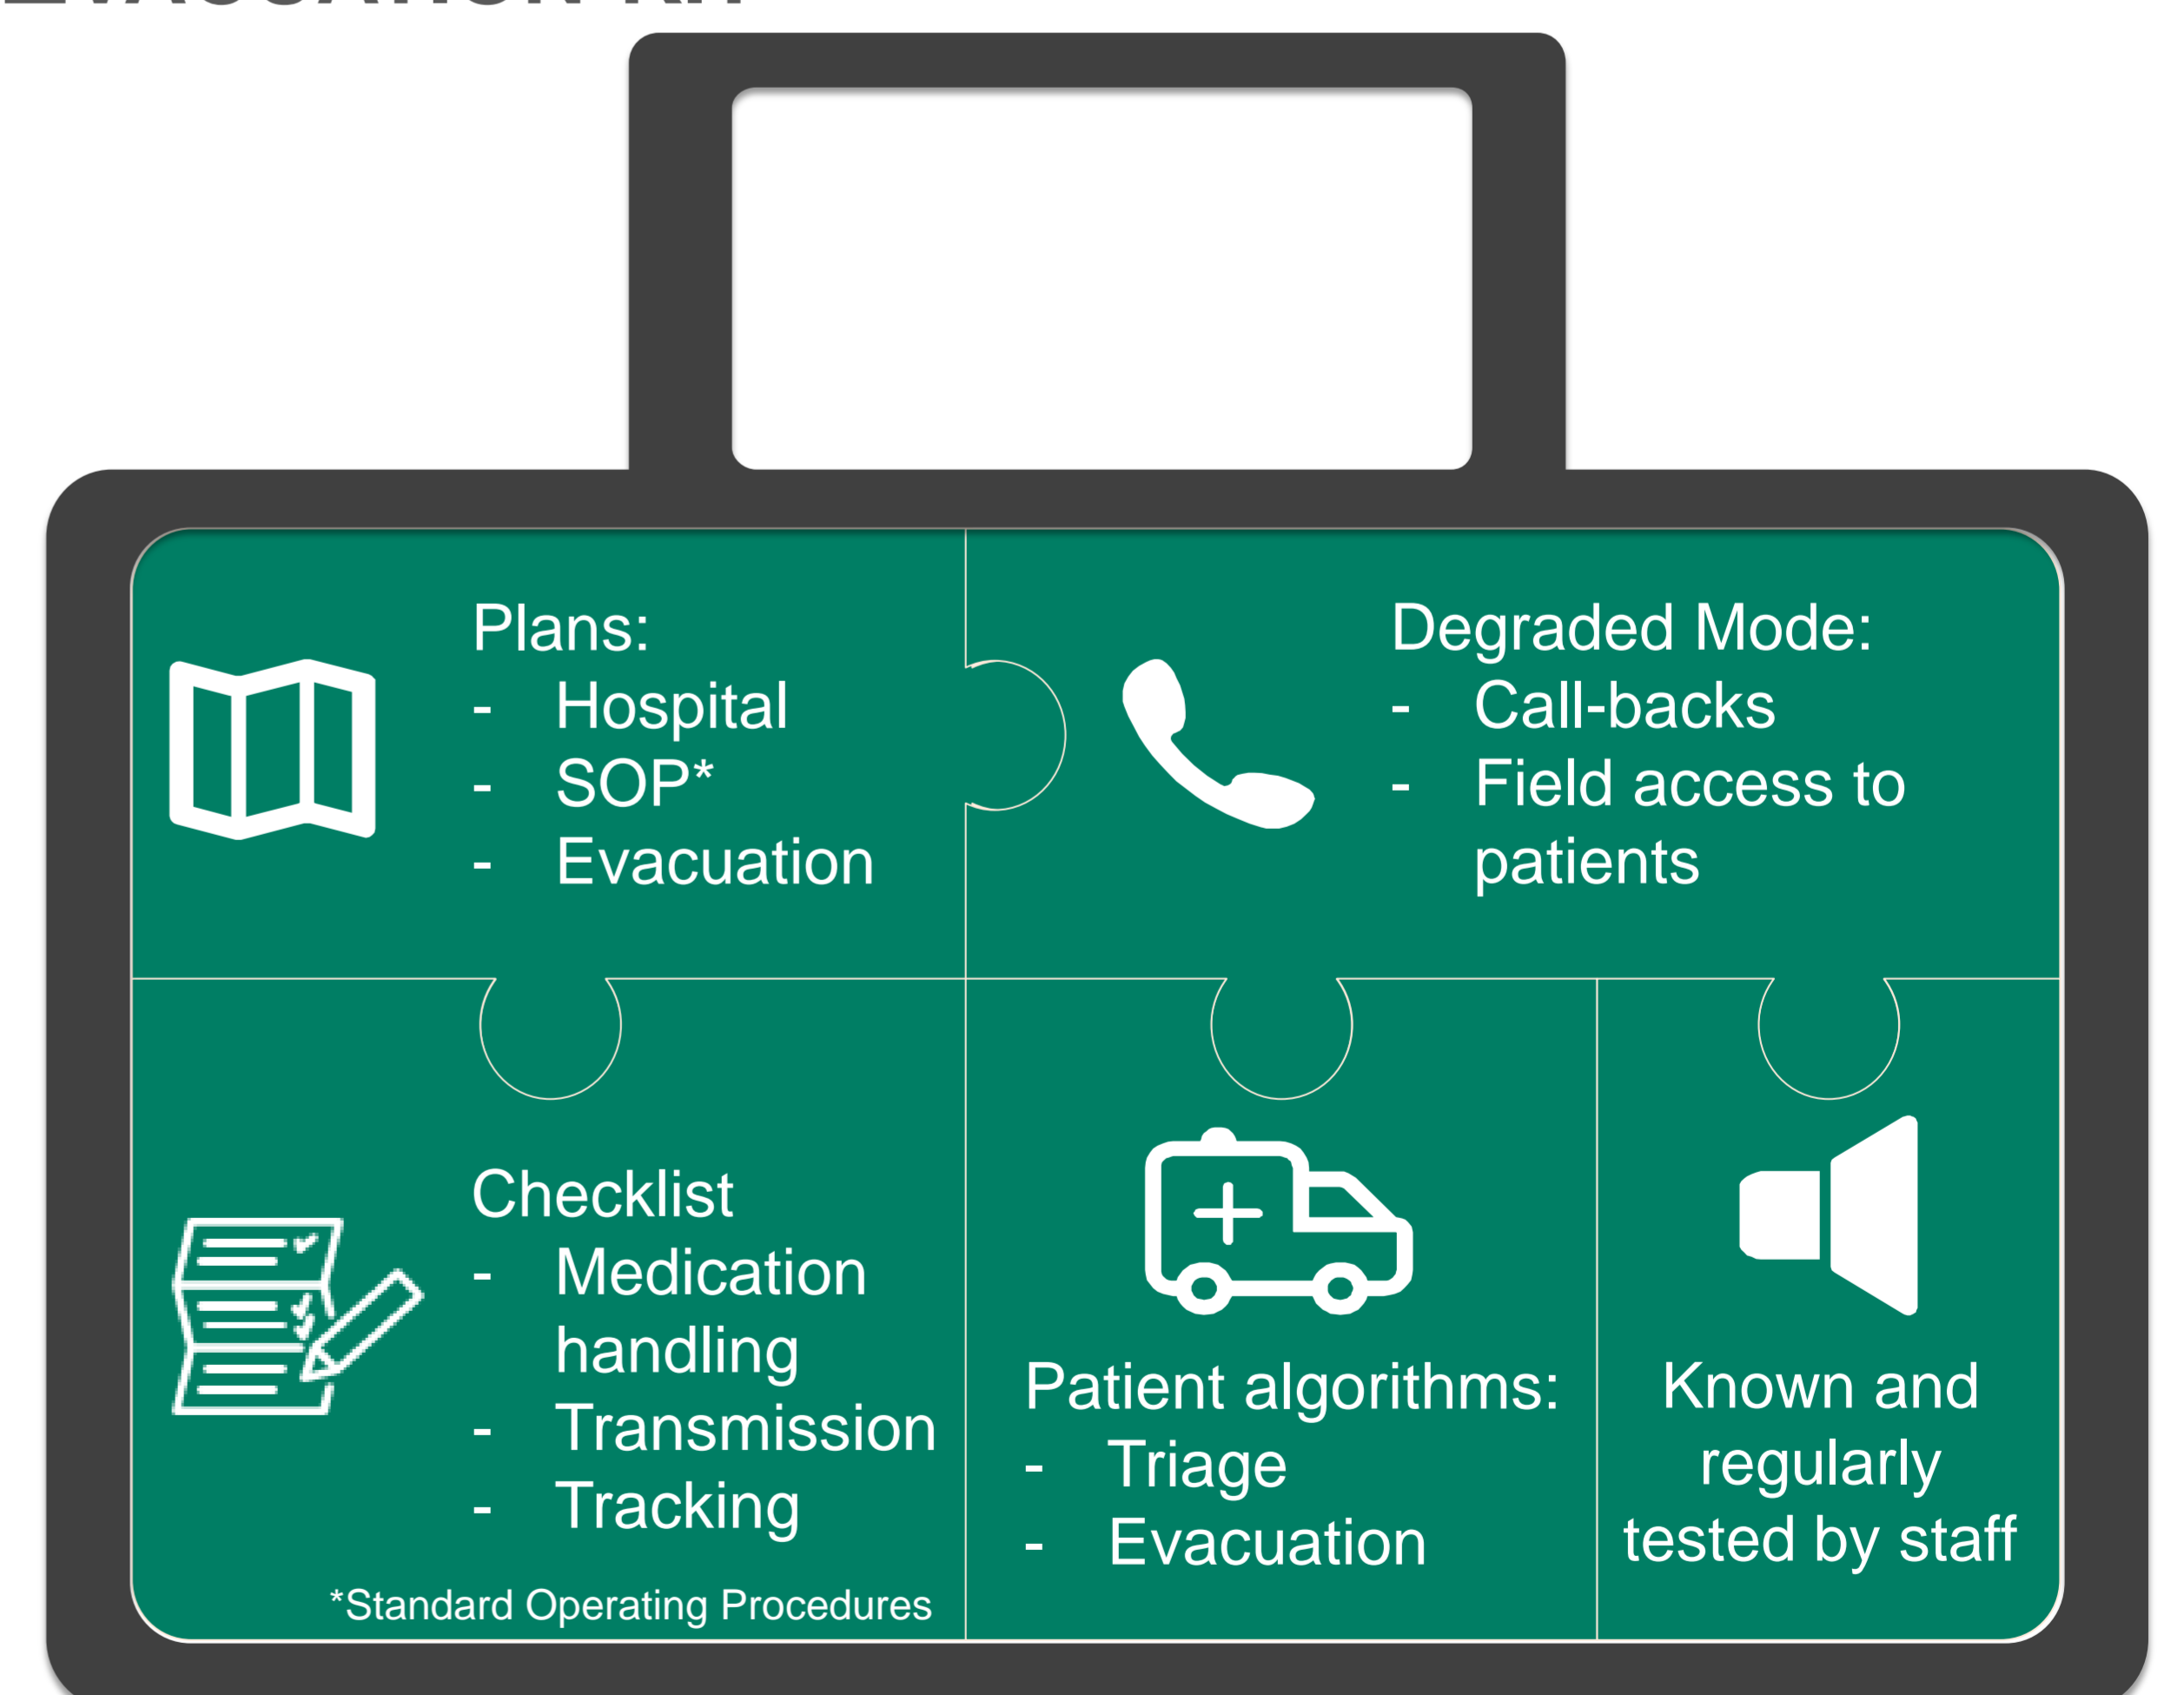 Plans:
- Hospital
- SOP*
- Evacuation
Degraded Mode:
- Call-backs
- Field access to
patients
Checklist
- Medication
handling
- Transmission
- Tracking
*Standard Operating Procedures
Patient algorithms:
- Triage
- Evacuation
Known and
regularly
tested by staff